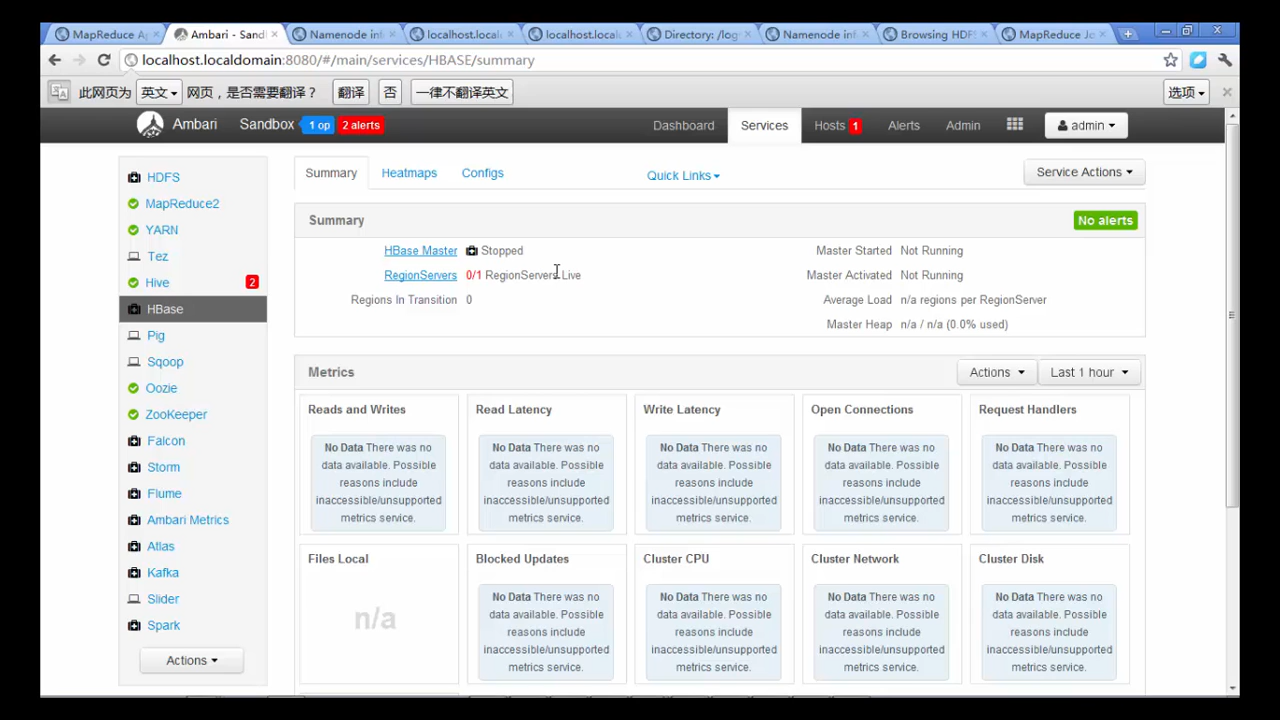 MapReduce Ap
Ambari - Sand
Namenode inf
localhost.local
localhost.local
Directory: /log
Namenode inf
Browsing HDF
MapReduce Jo
localhost.localdomain:8080/#/main/services/HBASE/summary
此网页为 英文 网页，是否需要翻译？ 翻译 否 一律不翻译英文 选项
Ambari Sandbox 1 op 2 alerts Dashboard Services Hosts 1 Alerts Admin admin
HDFS
MapReduce2
YARN
Tez
Hive 2
HBase
Pig
Sqoop
Oozie
ZooKeeper
Falcon
Storm
Flume
Ambari Metrics
Atlas
Kafka
Slider
Spark
Actions
Summary Heatmaps Configs Quick Links Service Actions
Summary No alerts
HBase Master Stopped
RegionServers 0/1 RegionServers Live
Regions In Transition 0
Master Started Not Running
Master Activated Not Running
Average Load n/a regions per RegionServer
Master Heap n/a / n/a (0.0% used)
Metrics Actions Last 1 hour
Reads and Writes
No Data There was no
data available. Possible
reasons include
inaccessible/unsupported
metrics service.
Read Latency
No Data There was no
data available. Possible
reasons include
inaccessible/unsupported
metrics service.
Write Latency
No Data There was no
data available. Possible
reasons include
inaccessible/unsupported
metrics service.
Open Connections
No Data There was no
data available. Possible
reasons include
inaccessible/unsupported
metrics service.
Request Handlers
No Data There was no
data available. Possible
reasons include
inaccessible/unsupported
metrics service.
Files Local
n/a
Blocked Updates
No Data There was no
data available. Possible
reasons include
inaccessible/unsupported
metrics service.
Cluster CPU
No Data There was no
data available. Possible
reasons include
inaccessible/unsupported
metrics service.
Cluster Network
No Data There was no
data available. Possible
reasons include
inaccessible/unsupported
metrics service.
Cluster Disk
No Data There was no
data available. Possible
reasons include
inaccessible/unsupported
metrics service.